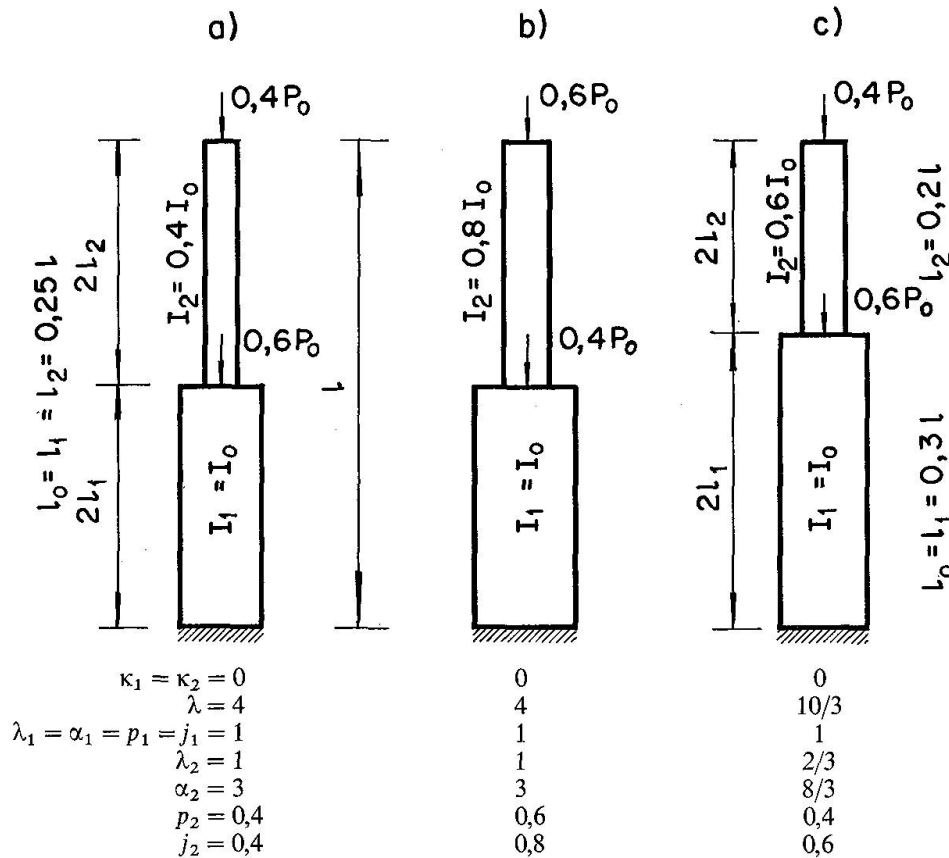 a)
b)
c)
0,4P₀
0,6P₀
0,4P₀
2l₂
I₂=0,4I₀
l
I₂=0,8I₀
2l₂
I₂=0,6I₀
l₂=0,2l
0,6P₀
0,4P₀
0,6P₀
l₀ = l₁ = l₂ = 0,25l
2l₁
I₁ = I₀
I₁ = I₀
2l₁
I₁ = I₀
l₀ = l₁ = 0,3l
κ₁ = κ₂ = 0 0 0
λ = 4 4 10/3
λ₁ = α₁ = p₁ = j₁ = 1 1 1
λ₂ = 1 1 2/3
α₂ = 3 3 8/3
p₂ = 0,4 0,6 0,4
j₂ = 0,4 0,8 0,6